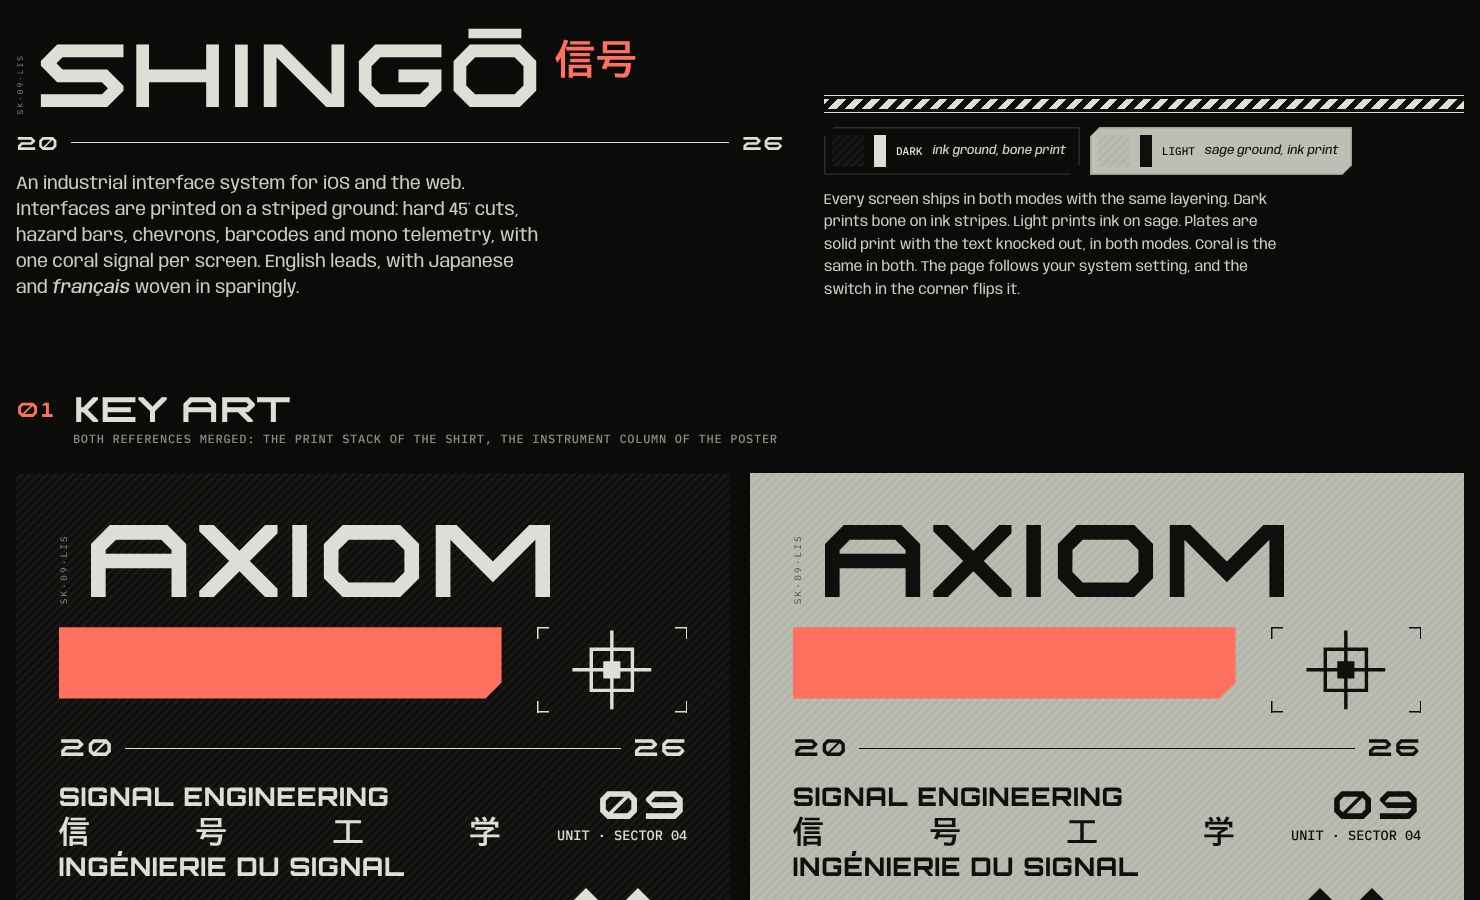 SK·09·LIS
SHINGŌ 信号
20 26
An industrial interface system for iOS and the web.
Interfaces are printed on a striped ground: hard 45° cuts,
hazard bars, chevrons, barcodes and mono telemetry, with
one coral signal per screen. English leads, with Japanese
and français woven in sparingly.
DARK ink ground, bone print
LIGHT sage ground, ink print
Every screen ships in both modes with the same layering. Dark
prints bone on ink stripes. Light prints ink on sage. Plates are
solid print with the text knocked out, in both modes. Coral is the
same in both. The page follows your system setting, and the
switch in the corner flips it.
01 KEY ART
BOTH REFERENCES MERGED: THE PRINT STACK OF THE SHIRT, THE INSTRUMENT COLUMN OF THE POSTER
SK·09·LIS
AXIOM
20 26
SIGNAL ENGINEERING
信号工学
INGÉNIERIE DU SIGNAL
09
UNIT · SECTOR 04
SK·09·LIS
AXIOM
20 26
SIGNAL ENGINEERING
信号工学
INGÉNIERIE DU SIGNAL
09
UNIT · SECTOR 04